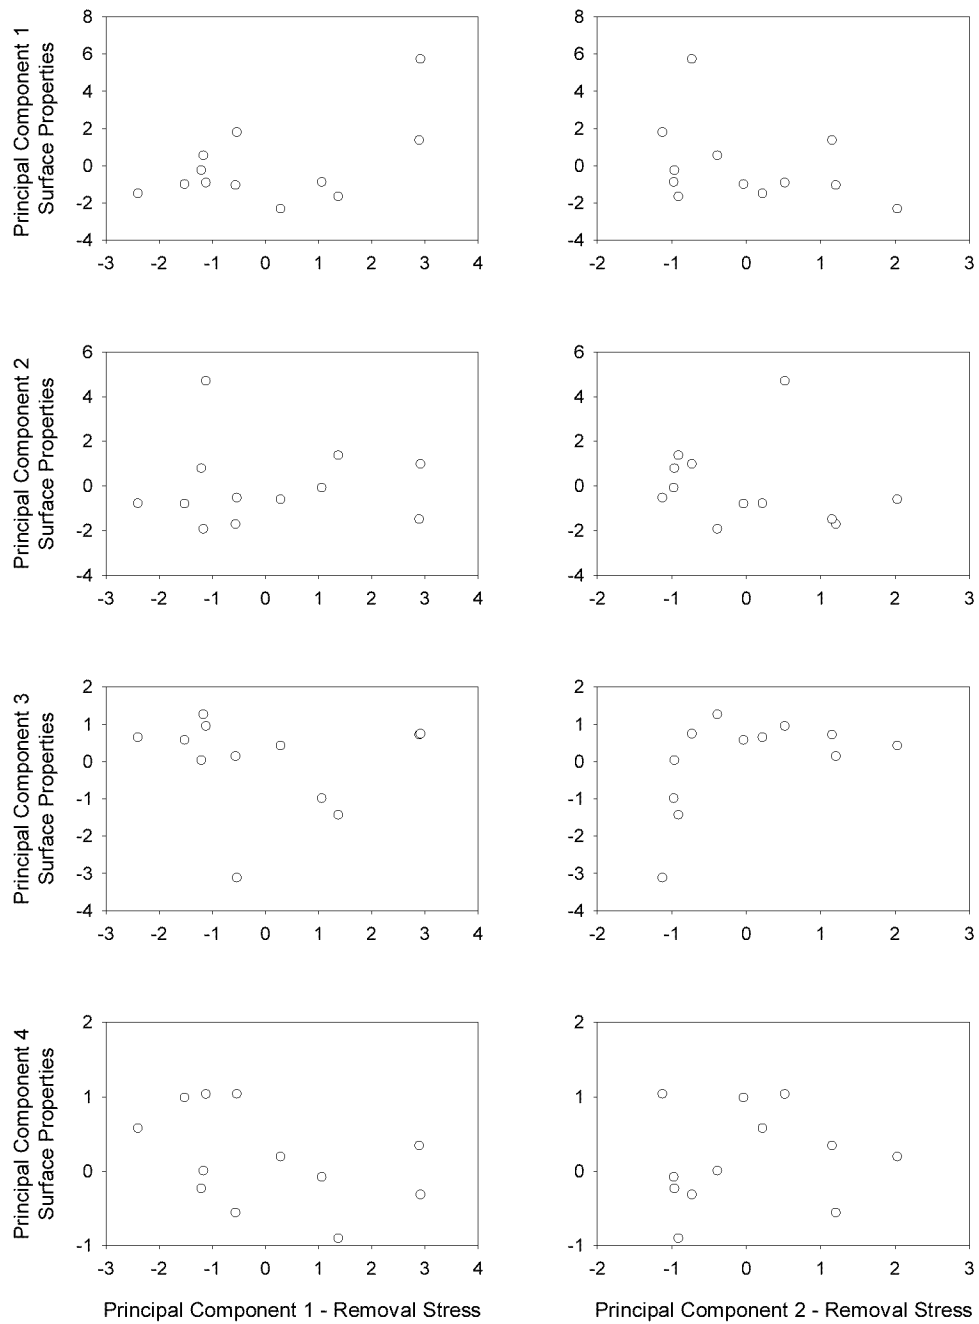 Principal Component 1
Surface Properties
8
6
4
2
0
-2
-4
-3 -2 -1 0 1 2 3 4
8
6
4
2
0
-2
-4
-2 -1 0 1 2 3
Principal Component 2
Surface Properties
6
4
2
0
-2
-4
-3 -2 -1 0 1 2 3 4
6
4
2
0
-2
-4
-2 -1 0 1 2 3
Principal Component 3
Surface Properties
2
1
0
-1
-2
-3
-4
-3 -2 -1 0 1 2 3 4
2
1
0
-1
-2
-3
-4
-2 -1 0 1 2 3
Principal Component 4
Surface Properties
2
1
0
-1
-3 -2 -1 0 1 2 3 4
Principal Component 1 - Removal Stress
2
1
0
-1
-2 -1 0 1 2 3
Principal Component 2 - Removal Stress